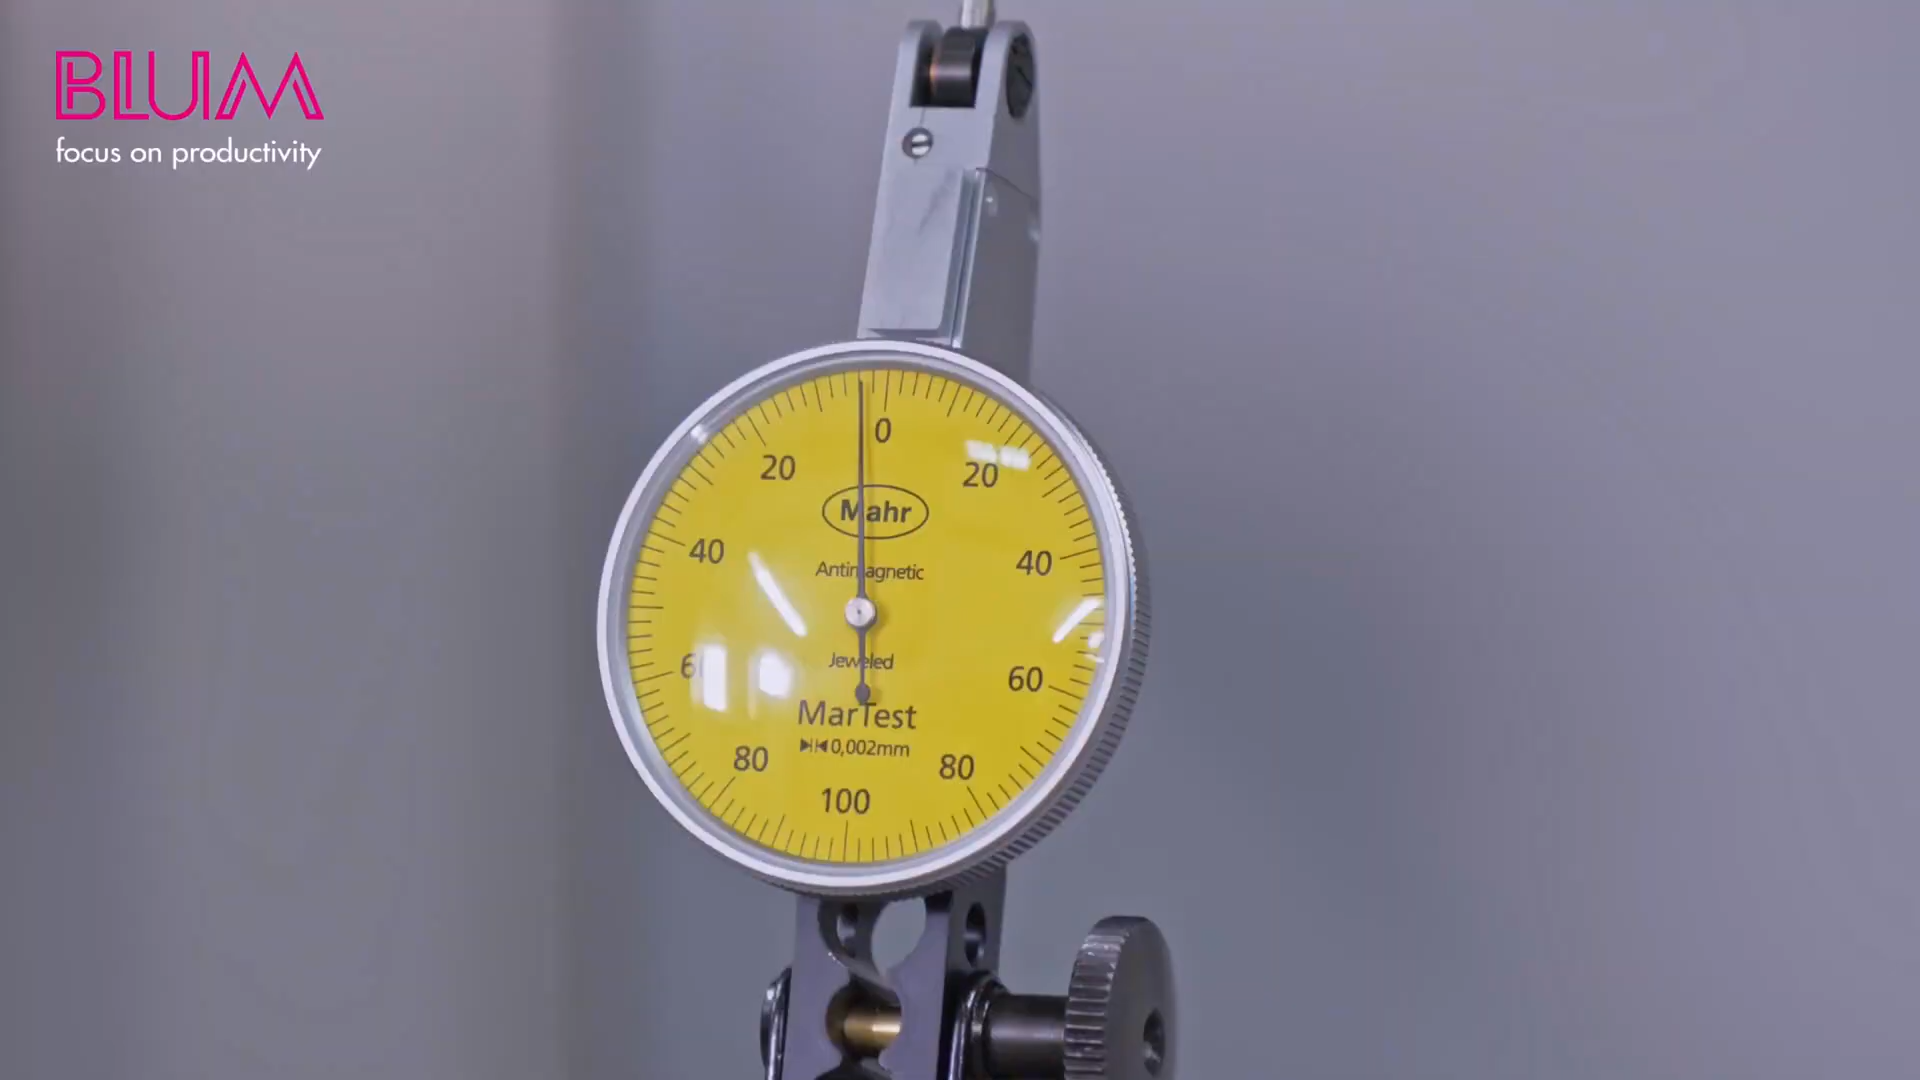 BLUM
focus on productivity
0
20 20
Mahr
40 40
Antimagnetic
60
Jeweled
MarTest
0,002mm
80 80
100